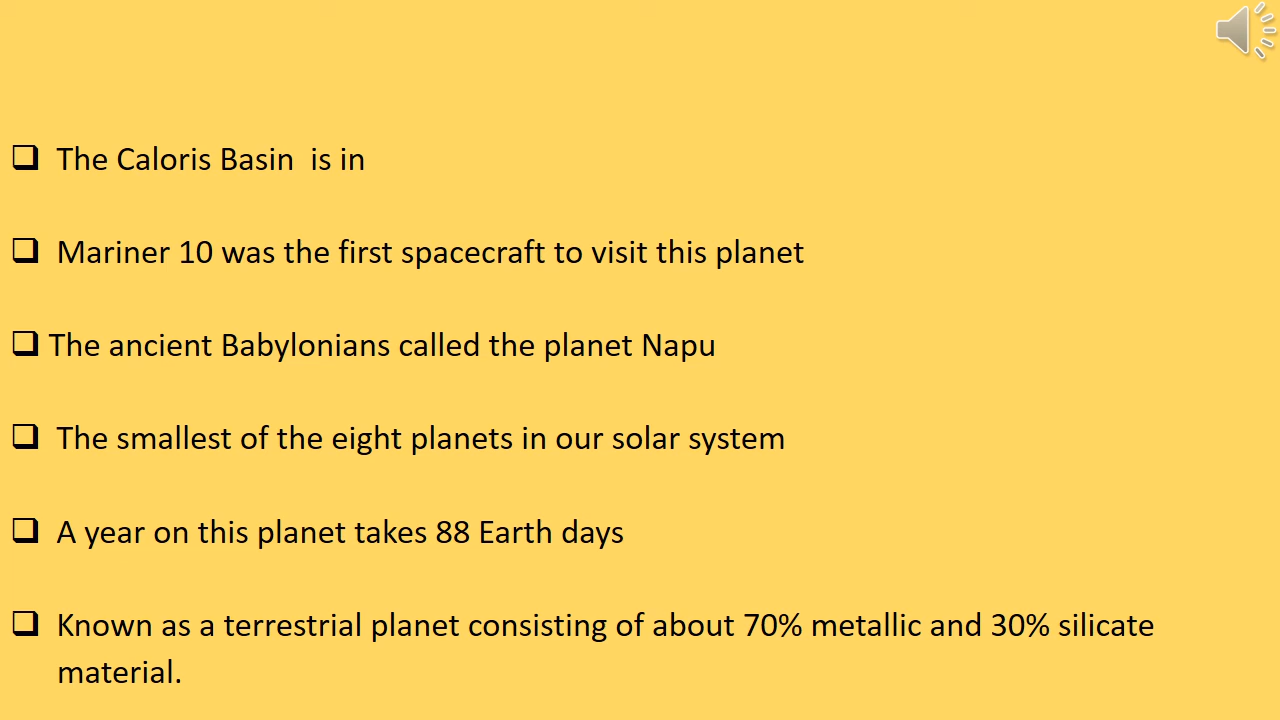 The Caloris Basin  is in
Mariner 10 was the first spacecraft to visit this planet
The ancient Babylonians called the planet Napu
The smallest of the eight planets in our solar system
A year on this planet takes 88 Earth days
Known as a terrestrial planet consisting of about 70% metallic and 30% silicate
material.